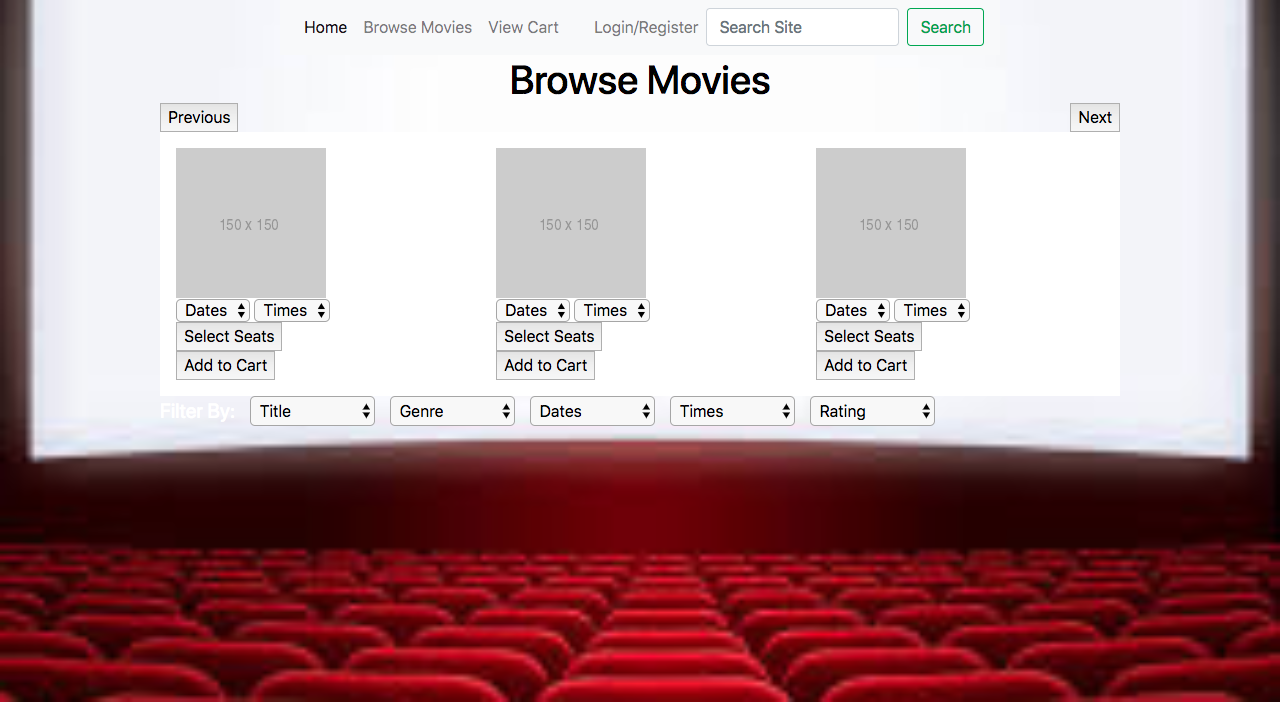 Home Browse Movies View Cart Login/Register Search Site Search
Browse Movies
Previous Next
150 x 150 150 x 150 150 x 150
Dates Times Dates Times Dates Times
Select Seats Select Seats Select Seats
Add to Cart Add to Cart Add to Cart
Filter By: Title Genre Dates Times Rating